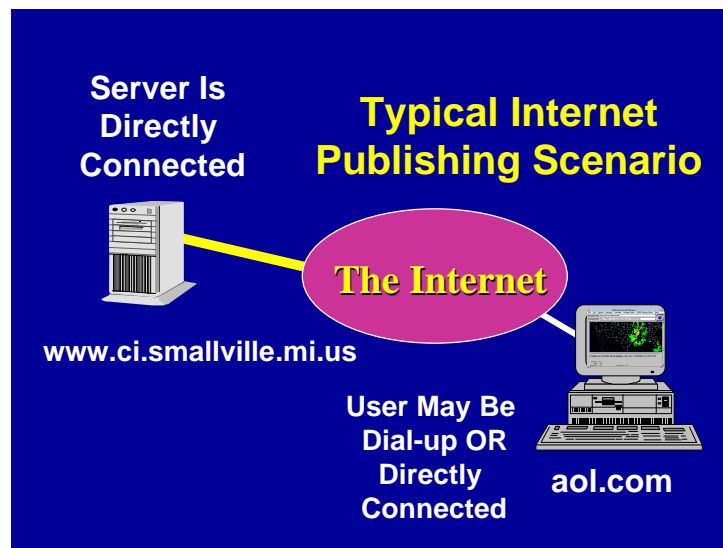 Server Is
Directly
Connected
Typical Internet
Publishing Scenario
The Internet
www.ci.smallville.mi.us
User May Be
Dial-up OR
Directly
Connected
aol.com